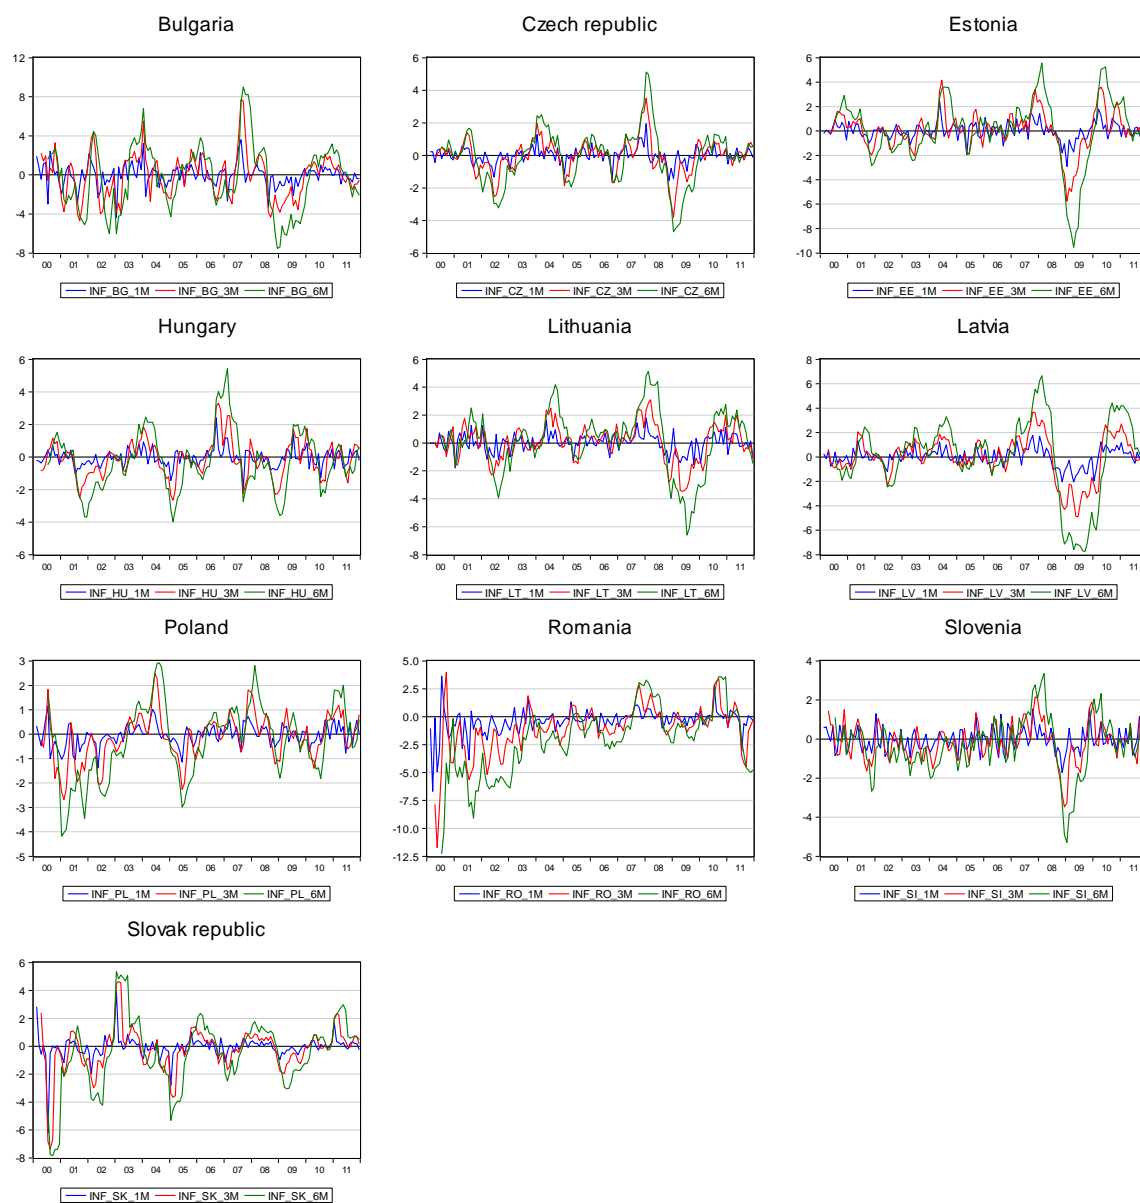 Bulgaria
12
8
4
0
-4
-8
00 01 02 03 04 05 06 07 08 09 10 11
INF_BG_1M INF_BG_3M INF_BG_6M
Czech republic
6
4
2
0
-2
-4
-6
00 01 02 03 04 05 06 07 08 09 10 11
INF_CZ_1M INF_CZ_3M INF_CZ_6M
Estonia
6
4
2
0
-2
-4
-6
-8
-10
00 01 02 03 04 05 06 07 08 09 10 11
INF_EE_1M INF_EE_3M INF_EE_6M
Hungary
6
4
2
0
-2
-4
-6
00 01 02 03 04 05 06 07 08 09 10 11
INF_HU_1M INF_HU_3M INF_HU_6M
Lithuania
6
4
2
0
-2
-4
-6
-8
00 01 02 03 04 05 06 07 08 09 10 11
INF_LT_1M INF_LT_3M INF_LT_6M
Latvia
8
6
4
2
0
-2
-4
-6
-8
00 01 02 03 04 05 06 07 08 09 10 11
INF_LV_1M INF_LV_3M INF_LV_6M
Poland
3
2
1
0
-1
-2
-3
-4
-5
00 01 02 03 04 05 06 07 08 09 10 11
INF_PL_1M INF_PL_3M INF_PL_6M
Romania
5.0
2.5
0.0
-2.5
-5.0
-7.5
-10.0
-12.5
00 01 02 03 04 05 06 07 08 09 10 11
INF_RO_1M INF_RO_3M INF_RO_6M
Slovenia
4
2
0
-2
-4
-6
00 01 02 03 04 05 06 07 08 09 10 11
INF_SI_1M INF_SI_3M INF_SI_6M
Slovak republic
6
4
2
0
-2
-4
-6
-8
00 01 02 03 04 05 06 07 08 09 10 11
INF_SK_1M INF_SK_3M INF_SK_6M